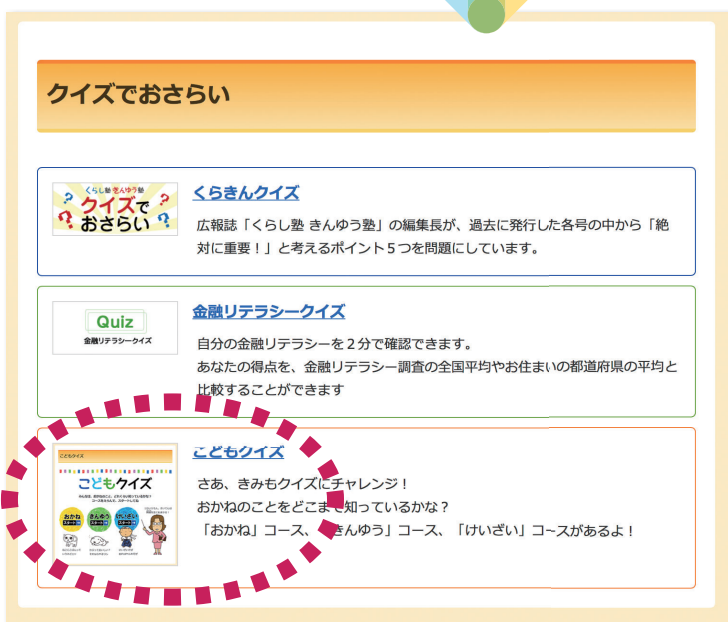 クイズでおさらい
くらし塾 きんゆう塾
クイズで
おさらい
くらきんクイズ
広報誌「くらし塾 きんゆう塾」の編集長が、過去に発行した各号の中から「絶
対に重要！」と考えるポイント５つを問題にしています。
Quiz
金融リテラシークイズ
金融リテラシークイズ
自分の金融リテラシーを２分で確認できます。
あなたの得点を、金融リテラシー調査の全国平均やお住まいの都道府県の平均と
比較することができます
こどもクイズ
こどもクイズ
おかね
スタート
きんゆう
スタート
けいざい
スタート
こどもクイズ
さあ、きみもクイズにチャレンジ！
おかねのことをどこまで知っているかな？
「おかね」コース、「きんゆう」コース、「けいざい」コ~スがあるよ！